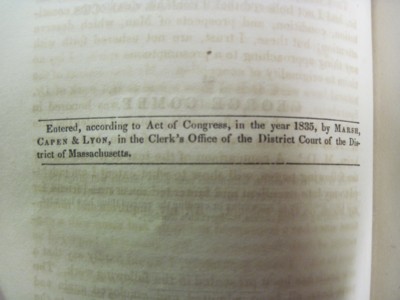 Entered, according to Act of Congress, in the year 1835, by MARSH,
CAPEN & LYON, in the Clerk's Office of the District Court of the Dis-
trict of Massachusetts.